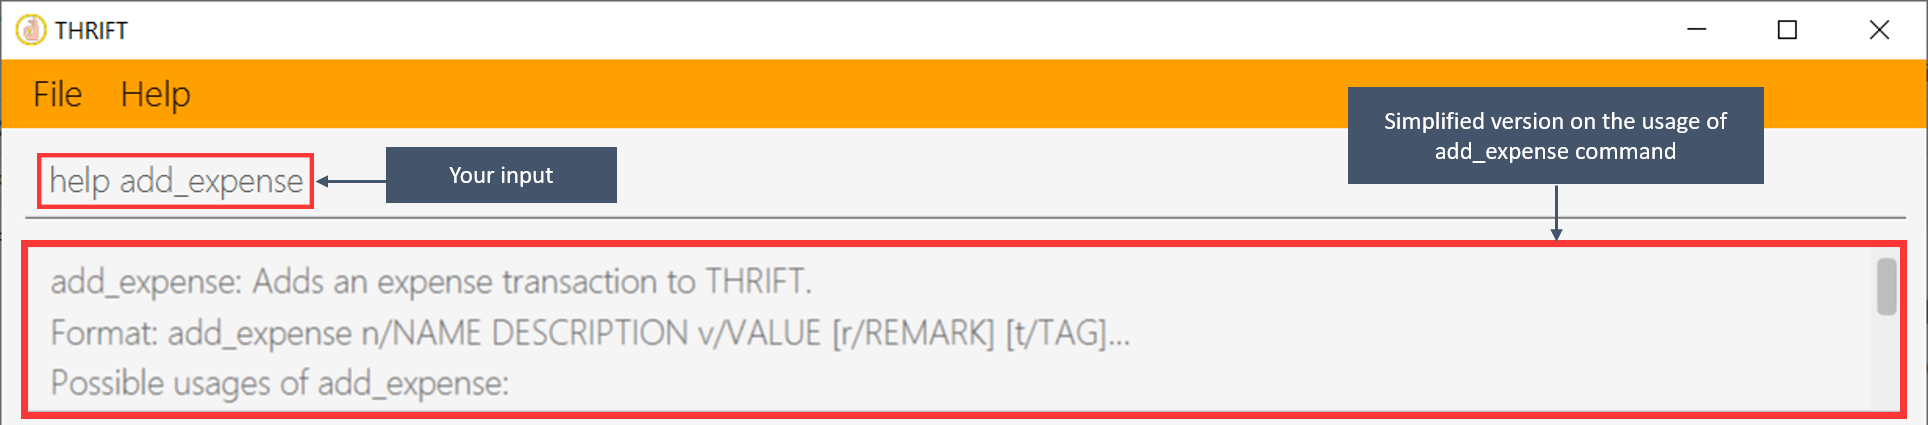 THRIFT
File Help
Simplified version on the usage of
add_expense command
help add_expense
Your input
add_expense: Adds an expense transaction to THRIFT.
Format: add_expense n/NAME DESCRIPTION v/VALUE [r/REMARK] [t/TAG]...
Possible usages of add_expense: